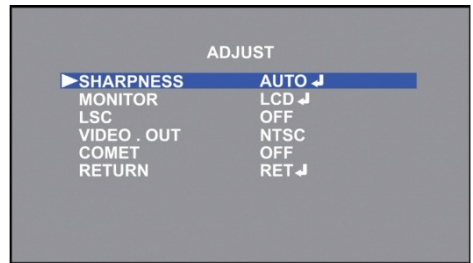 ADJUST
►SHARPNESS AUTO ↲
MONITOR LCD ↲
LSC OFF
VIDEO . OUT NTSC
COMET OFF
RETURN RET ↲